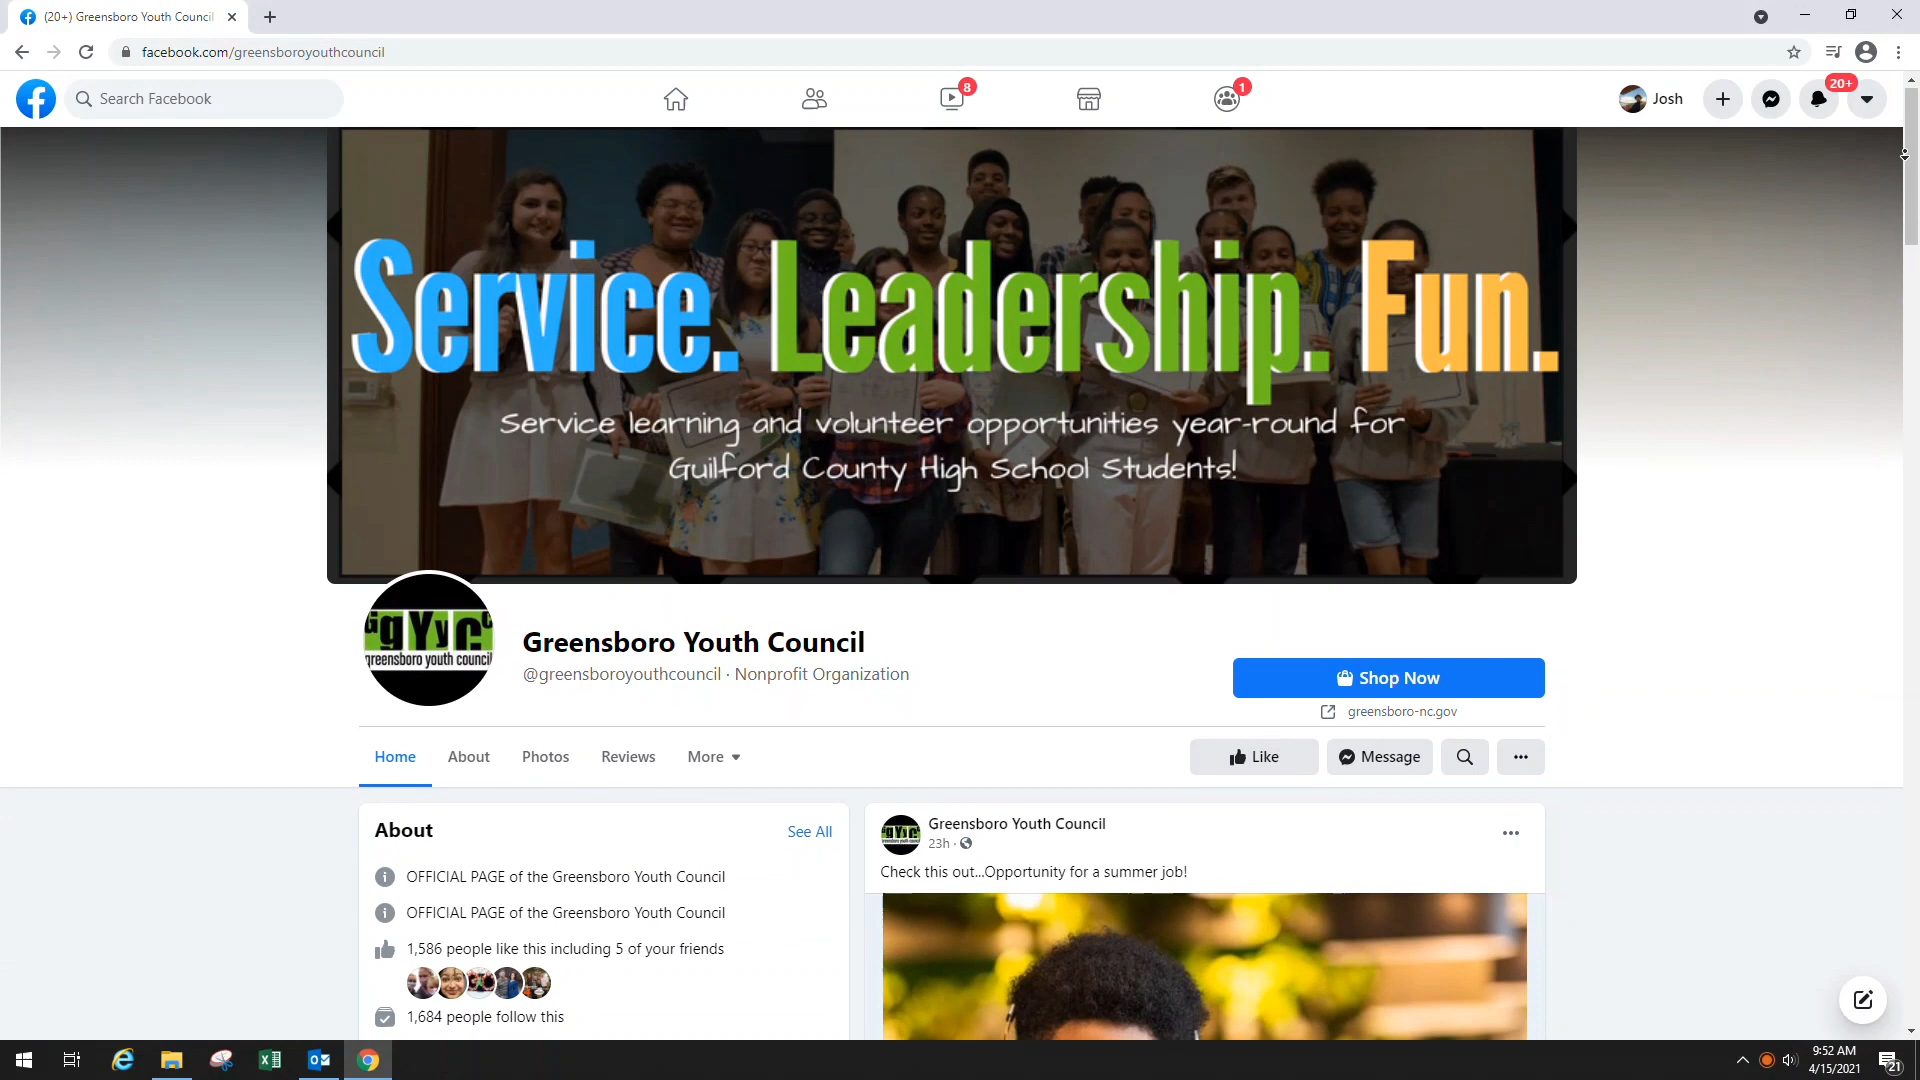 (20+) Greensboro Youth Council
facebook.com/greensboroyouthcouncil
Search Facebook
8
1
Josh
20+
Service. Leadership. Fun.
Service learning and volunteer opportunities year-round for
Guilford County High School Students!
gYyc
greensboro youth council
Greensboro Youth Council
@greensboroyouthcouncil · Nonprofit Organization
Shop Now
greensboro-nc.gov
Home
About
Photos
Reviews
More
Like
Message
About
See All
OFFICIAL PAGE of the Greensboro Youth Council
OFFICIAL PAGE of the Greensboro Youth Council
1,586 people like this including 5 of your friends
1,684 people follow this
Greensboro Youth Council
23h ·
Check this out...Opportunity for a summer job!
9:52 AM
4/15/2021
21